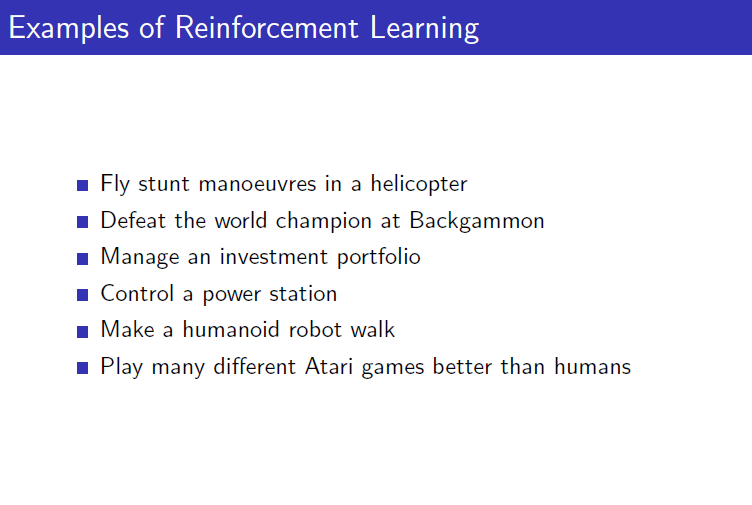 Examples of Reinforcement Learning
Fly stunt manoeuvres in a helicopter
Defeat the world champion at Backgammon
Manage an investment portfolio
Control a power station
Make a humanoid robot walk
Play many different Atari games better than humans